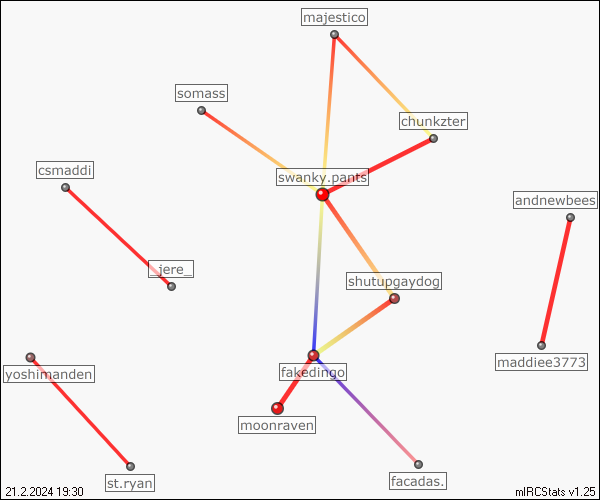 majestico
somass
chunkzter
csmaddi
swanky.pants
andnewbees
_jere_
shutupgaydog
maddiee3773
yoshimanden
fakedingo
moonraven
st.ryan
facadas.
21.2.2024 19:30
mIRCStats v1.25